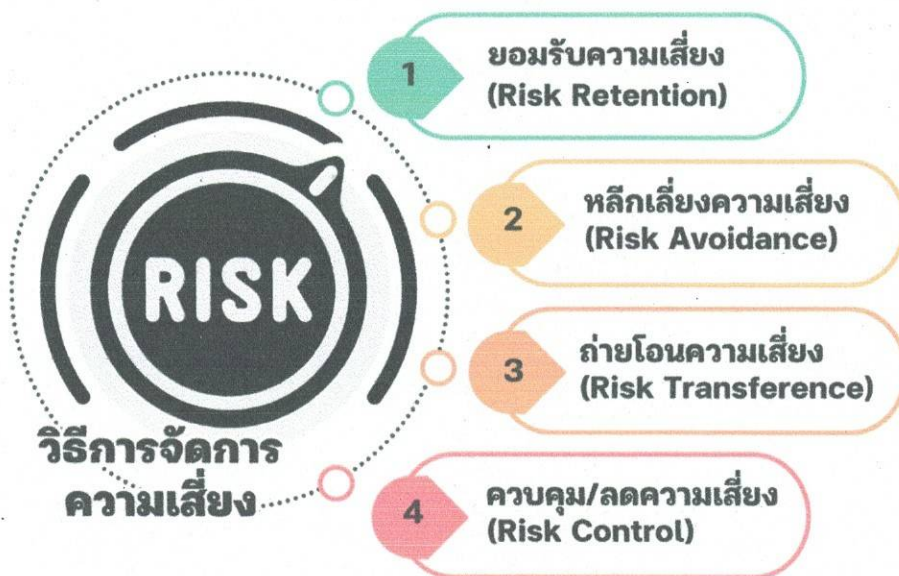 RISK
วิธีการจัดการ
ความเสี่ยง
1
ยอมรับความเสี่ยง
(Risk Retention)
2
หลีกเลี่ยงความเสี่ยง
(Risk Avoidance)
3
ถ่ายโอนความเสี่ยง
(Risk Transference)
4
ควบคุม/ลดความเสี่ยง
(Risk Control)